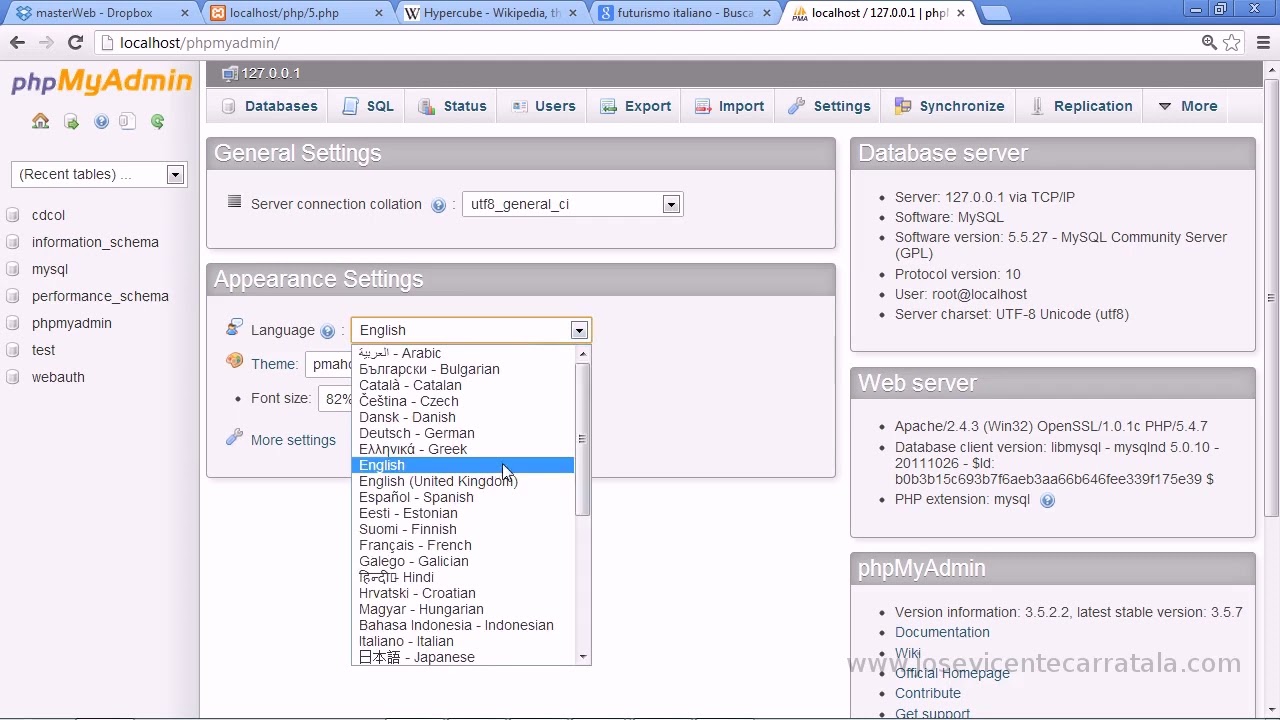 masterWeb - Dropbox
localhost/php/5.php
Hypercube - Wikipedia, th
futurismo italiano - Busca
localhost / 127.0.0.1 | phpl
localhost/phpmyadmin/
phpMyAdmin
(Recent tables) ...
cdcol
information_schema
mysql
performance_schema
phpmyadmin
test
webauth
127.0.0.1
Databases
SQL
Status
Users
Export
Import
Settings
Synchronize
Replication
More
General Settings
Server connection collation :
utf8_general_ci
Appearance Settings
Language :
English
Theme:
pmaho
Font size:
82%
More settings
العربية - Arabic
Български - Bulgarian
Català - Catalan
Čeština - Czech
Dansk - Danish
Deutsch - German
Ελληνικά - Greek
English
English (United Kingdom)
Español - Spanish
Eesti - Estonian
Suomi - Finnish
Français - French
Galego - Galician
हिन्दी - Hindi
Hrvatski - Croatian
Magyar - Hungarian
Bahasa Indonesia - Indonesian
Italiano - Italian
日本語 - Japanese
Database server
Server: 127.0.0.1 via TCP/IP
Software: MySQL
Software version: 5.5.27 - MySQL Community Server
(GPL)
Protocol version: 10
User: root@localhost
Server charset: UTF-8 Unicode (utf8)
Web server
Apache/2.4.3 (Win32) OpenSSL/1.0.1c PHP/5.4.7
Database client version: libmysql - mysqlnd 5.0.10 -
20111026 - $Id:
b0b3b15c693b7f6aeb3aa66b646fee339f175e39 $
PHP extension: mysql
phpMyAdmin
Version information: 3.5.2.2, latest stable version: 3.5.7
Documentation
Wiki
Official Homepage
Contribute
Get support
www.josevicentecarratala.com